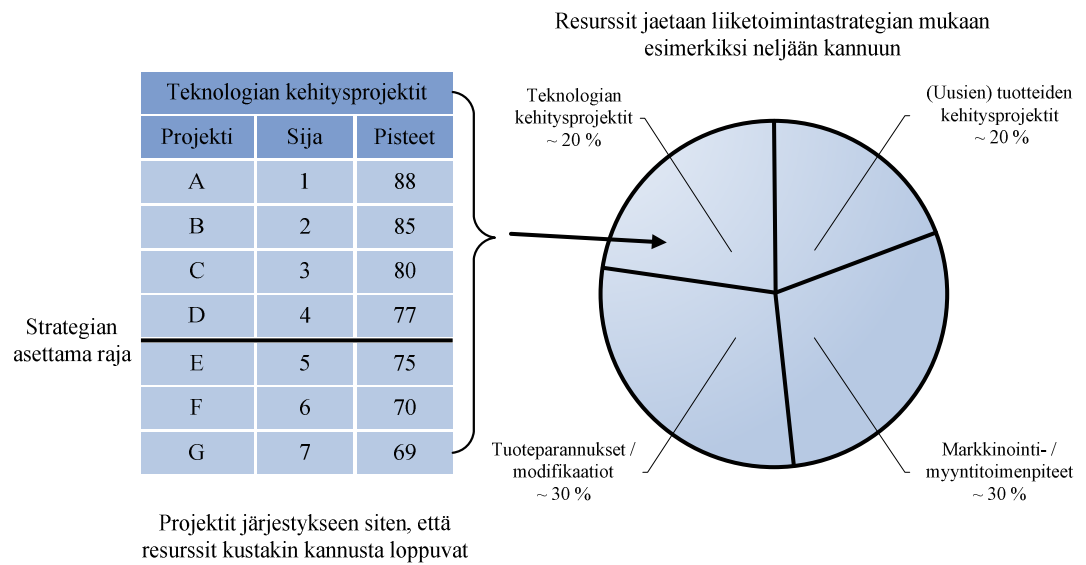 Resurssit jaetaan liiketoimintastrategian mukaan
esimerkiksi neljään kannuun
Teknologian kehitysprojektit
Projekti Sija Pisteet
A 1 88
B 2 85
C 3 80
D 4 77
E 5 75
F 6 70
G 7 69
Strategian
asettama raja
Projektit järjestykseen siten, että
resurssit kustakin kannusta loppuvat
Teknologian
kehitysprojektit
~ 20 %
(Uusien) tuotteiden
kehitysprojektit
~ 20 %
Tuoteparannukset /
modifikaatiot
~ 30 %
Markkinointi- /
myyntitoimenpiteet
~ 30 %